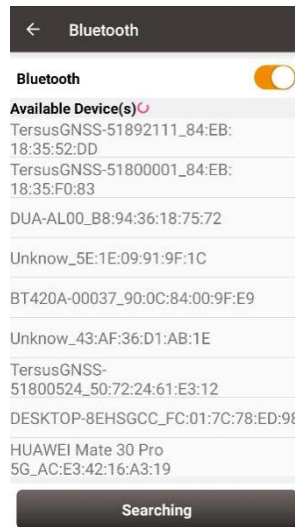 Bluetooth
Bluetooth
Available Device(s)
TersusGNSS-51892111_84:EB:
18:35:52:DD
TersusGNSS-51800001_84:EB:
18:35:F0:83
DUA-AL00_B8:94:36:18:75:72
Unknow_5E:1E:09:91:9F:1C
BT420A-00037_90:0C:84:00:9F:E9
Unknow_43:AF:36:D1:AB:1E
TersusGNSS-
51800524_50:72:24:61:E3:12
DESKTOP-8EHSGCC_FC:01:7C:78:ED:98
HUAWEI Mate 30 Pro
5G_AC:E3:42:16:A3:19
Searching